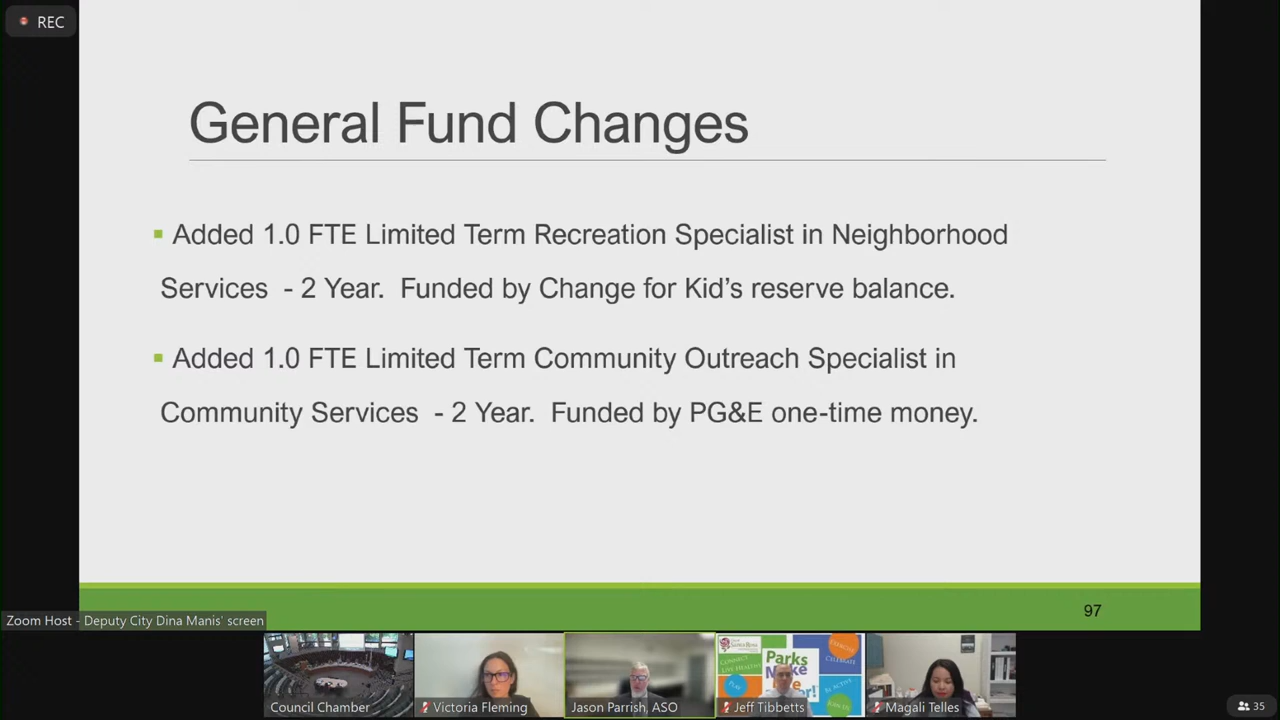 REC
General Fund Changes
Added 1.0 FTE Limited Term Recreation Specialist in Neighborhood
Services - 2 Year. Funded by Change for Kid's reserve balance.
Added 1.0 FTE Limited Term Community Outreach Specialist in
Community Services - 2 Year. Funded by PG&E one-time money.
97
Zoom Host - Deputy City Dina Manis' screen
Council Chamber
Victoria Fleming
Jason Parrish, ASO
Parks
Make
Jeff Tibbetts
Magali Telles
35